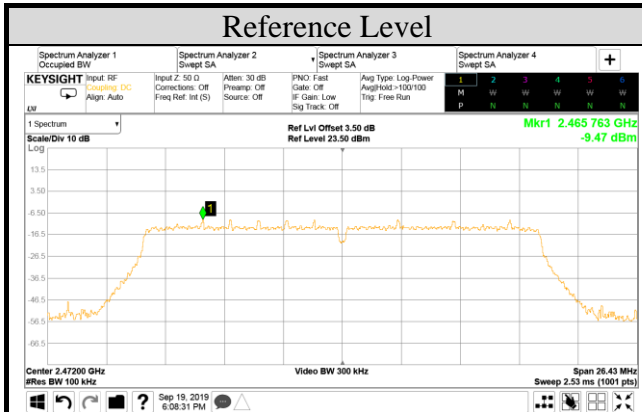 Reference Level
Spectrum Analyzer 1
Occupied BW
Spectrum Analyzer 2
Swept SA
Spectrum Analyzer 3
Swept SA
Spectrum Analyzer 4
Swept SA
+
KEYSIGHT
Input: RF
Coupling: DC
Align: Auto
Input Z: 50 Ω
Corrections: Off
Freq Ref: Int (S)
Atten: 30 dB
Preamp: Off
Source: Off
PNO: Fast
Gate: Off
IF Gain: Low
Sig Track: Off
Avg Type: Log-Power
Avg|Hold:>100/100
Trig: Free Run
1 2 3 4 5 6
M W W W W W
P N N N N N
LXI
1 Spectrum
Scale/Div 10 dB
Ref Lvl Offset 3.50 dB
Ref Level 23.50 dBm
Mkr1 2.465 763 GHz
-9.47 dBm
Log
13.5
3.50
-6.50
-16.5
-26.5
-36.5
-46.5
-56.5
-66.5
1
Center 2.47200 GHz
#Res BW 100 kHz
Video BW 300 kHz
Span 26.43 MHz
Sweep 2.53 ms (1001 pts)
?
Sep 19, 2019
6:08:31 PM